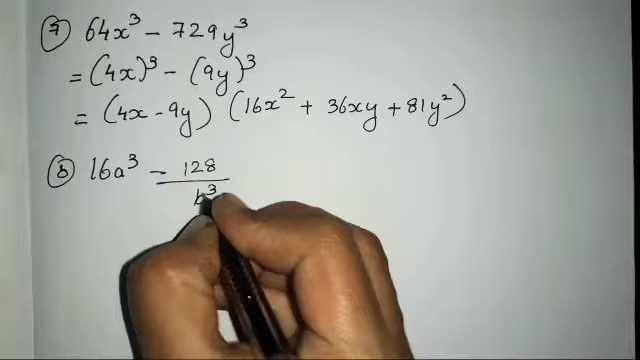 7 64x³ - 729y³
= (4x)³ - (9y)³
= (4x - 9y) (16x² + 36xy + 81y²)
8 16a³ - 128/b³